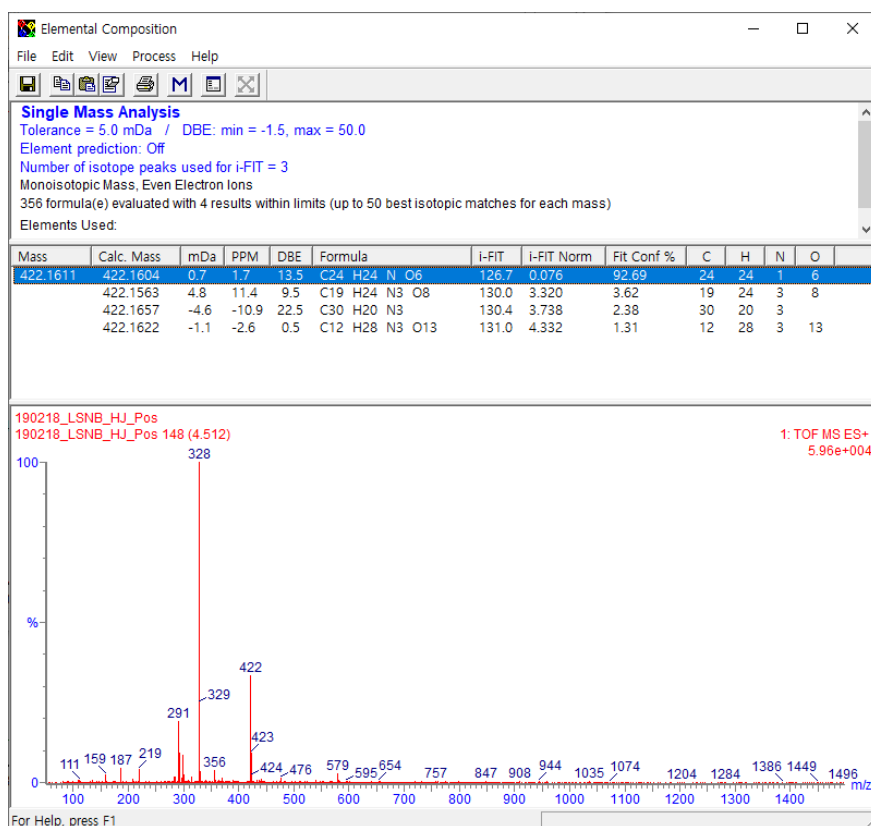 Elemental Composition
File Edit View Process Help
M
Single Mass Analysis
Tolerance = 5.0 mDa / DBE: min = -1.5, max = 50.0
Element prediction: Off
Number of isotope peaks used for i-FIT = 3
Monoisotopic Mass, Even Electron Ions
356 formula(e) evaluated with 4 results within limits (up to 50 best isotopic matches for each mass)
Elements Used:
Mass Calc. Mass mDa PPM DBE Formula i-FIT i-FIT Norm Fit Conf % C H N O
422.1611 422.1604 0.7 1.7 13.5 C24 H24 N O6 126.7 0.076 92.69 24 24 1 6
422.1563 4.8 11.4 9.5 C19 H24 N3 O8 130.0 3.320 3.62 19 24 3 8
422.1657 -4.6 -10.9 22.5 C30 H20 N3 130.4 3.738 2.38 30 20 3
422.1622 -1.1 -2.6 0.5 C12 H28 N3 O13 131.0 4.332 1.31 12 28 3 13
190218_LSNB_HJ_Pos
190218_LSNB_HJ_Pos 148 (4.512) 1: TOF MS ES+
5.96e+004
100 328
%
422
329
291
423
111 159 187 219 356 424 476 579 595 654 757 847 908 944 1035 1074 1204 1284 1386 1449 1496
0
m/z
100 200 300 400 500 600 700 800 900 1000 1100 1200 1300 1400
For Help, press F1